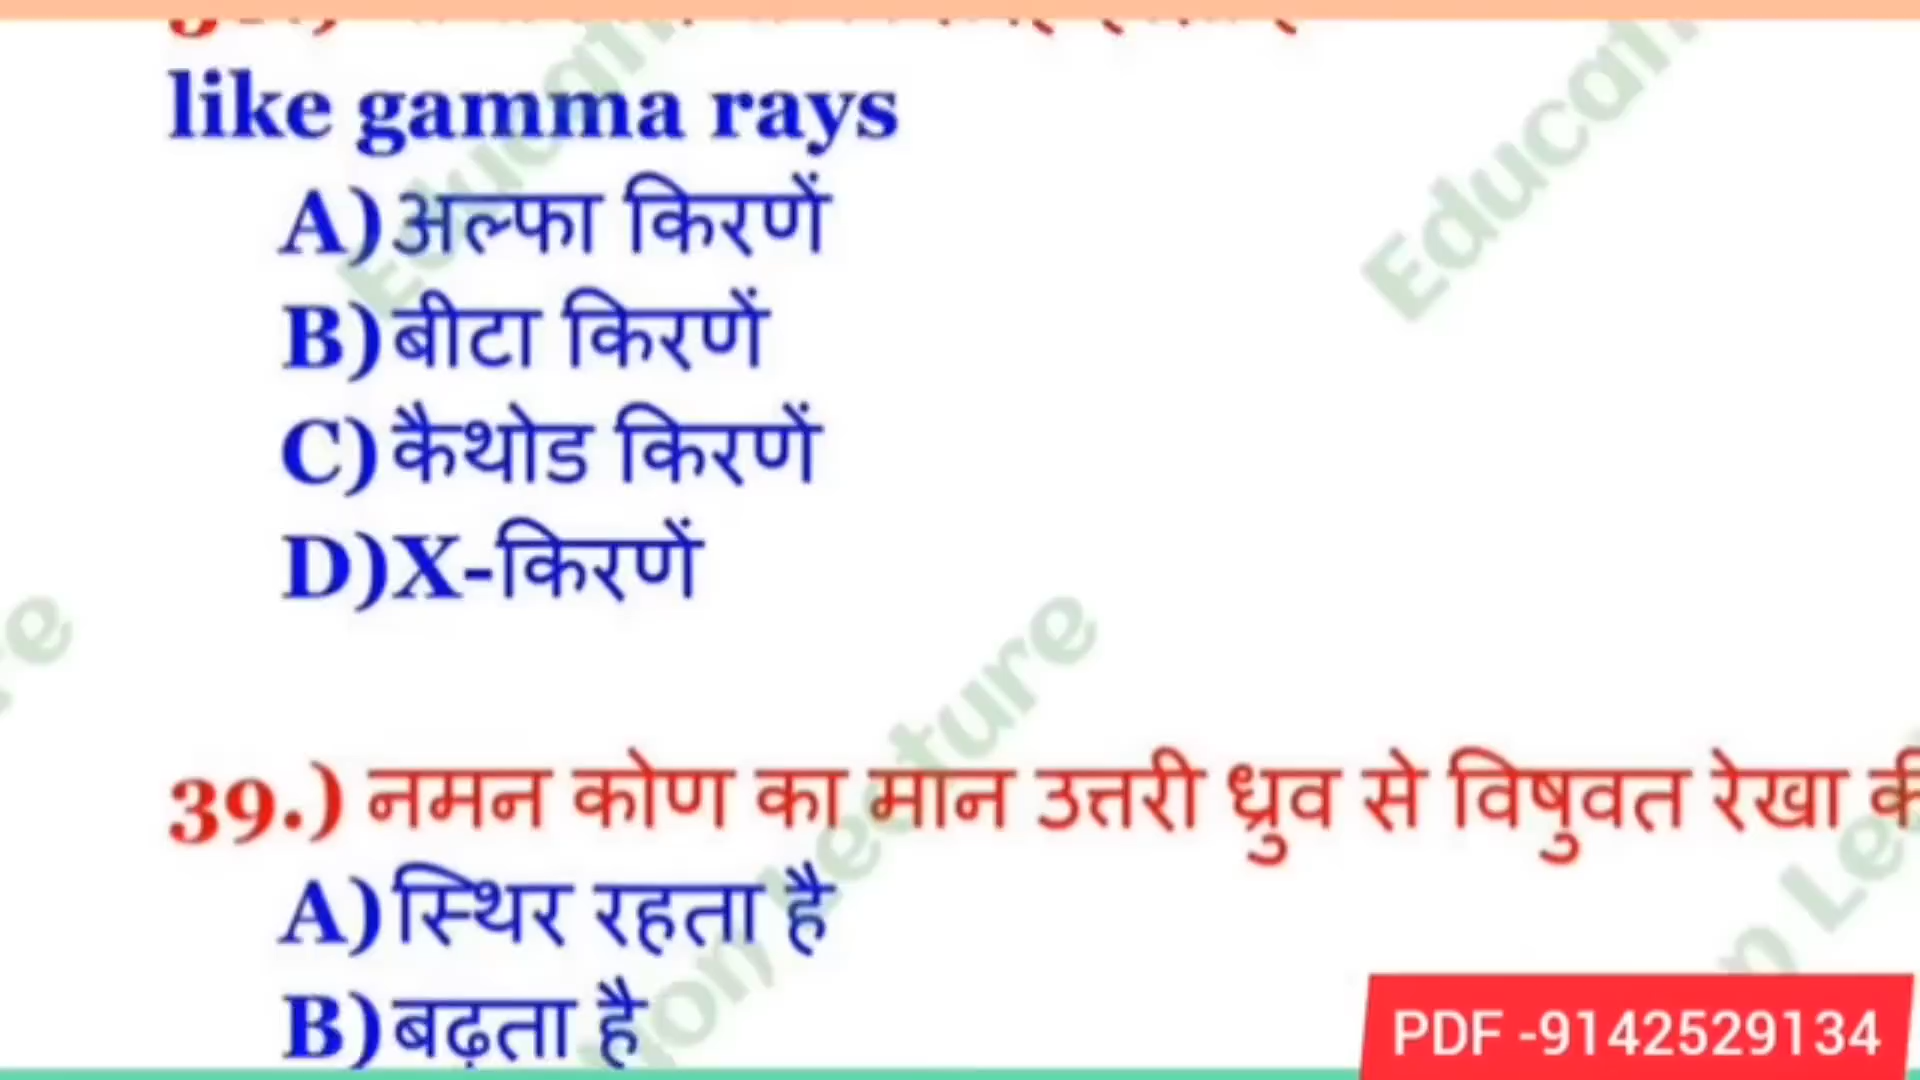 like gamma rays
A) अल्फा किरणें
B) बीटा किरणें
C) कैथोड किरणें
D) X-किरणें
39.) नमन कोण का मान उत्तरी ध्रुव से विषुवत रेखा की
A) स्थिर रहता है
B) बढ़ता है
PDF -9142529134